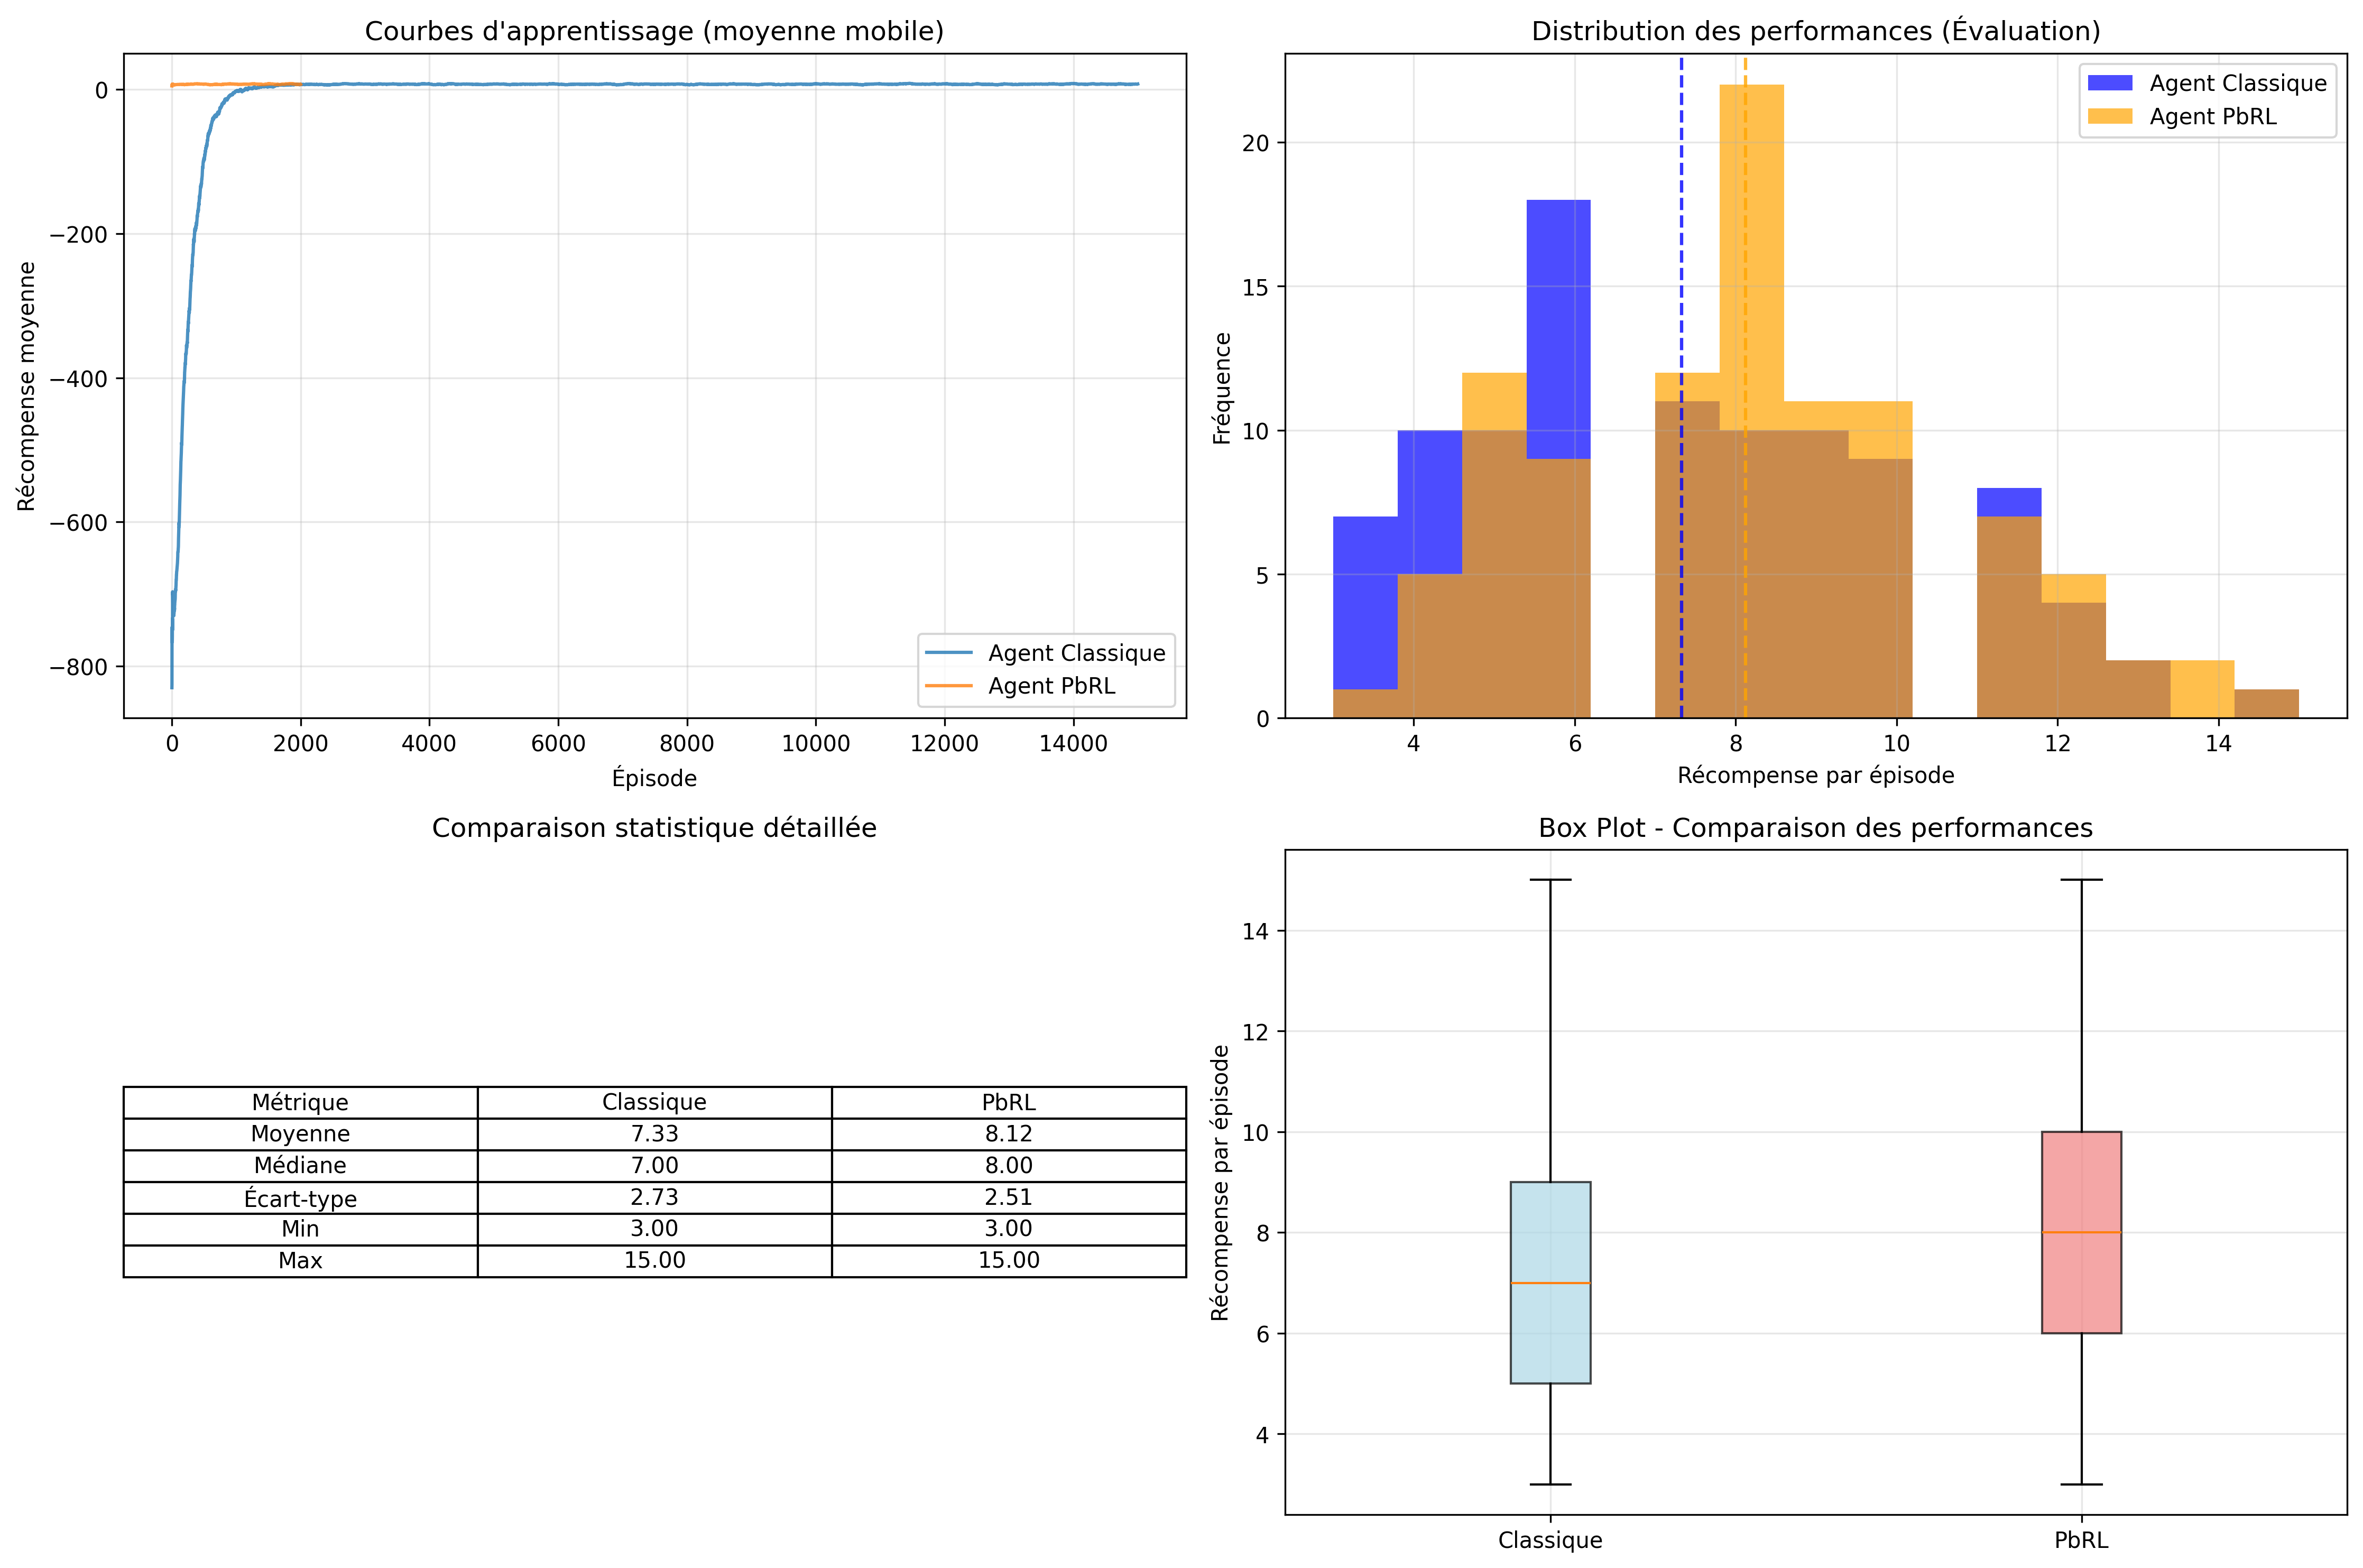 Courbes d'apprentissage (moyenne mobile)
Récompense moyenne
0
−200
−400
−600
−800
0 2000 4000 6000 8000 10000 12000 14000
Épisode
Agent Classique
Agent PbRL
Distribution des performances (Évaluation)
Fréquence
20
15
10
5
0
4 6 8 10 12 14
Récompense par épisode
Agent Classique
Agent PbRL
Comparaison statistique détaillée
Métrique Classique PbRL
Moyenne 7.33 8.12
Médiane 7.00 8.00
Écart-type 2.73 2.51
Min 3.00 3.00
Max 15.00 15.00
Box Plot - Comparaison des performances
Récompense par épisode
14
12
10
8
6
4
Classique PbRL